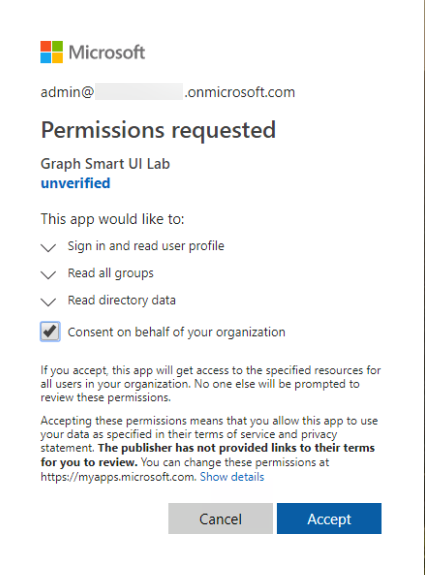 Microsoft
admin@ .onmicrosoft.com
Permissions requested
Graph Smart UI Lab
unverified
This app would like to:
Sign in and read user profile
Read all groups
Read directory data
Consent on behalf of your organization
If you accept, this app will get access to the specified resources for
all users in your organization. No one else will be prompted to
review these permissions.
Accepting these permissions means that you allow this app to use
your data as specified in their terms of service and privacy
statement. The publisher has not provided links to their terms
for you to review. You can change these permissions at
https://myapps.microsoft.com. Show details
Cancel
Accept